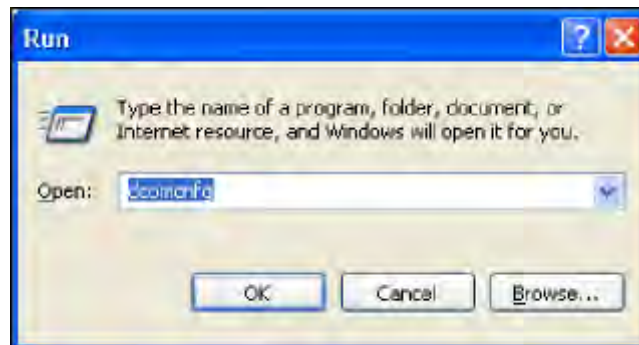 Run
?
X
Type the name of a program, folder, document, or
Internet resource, and Windows will open it for you.
Open: dcomcnfg
OK Cancel Browse...